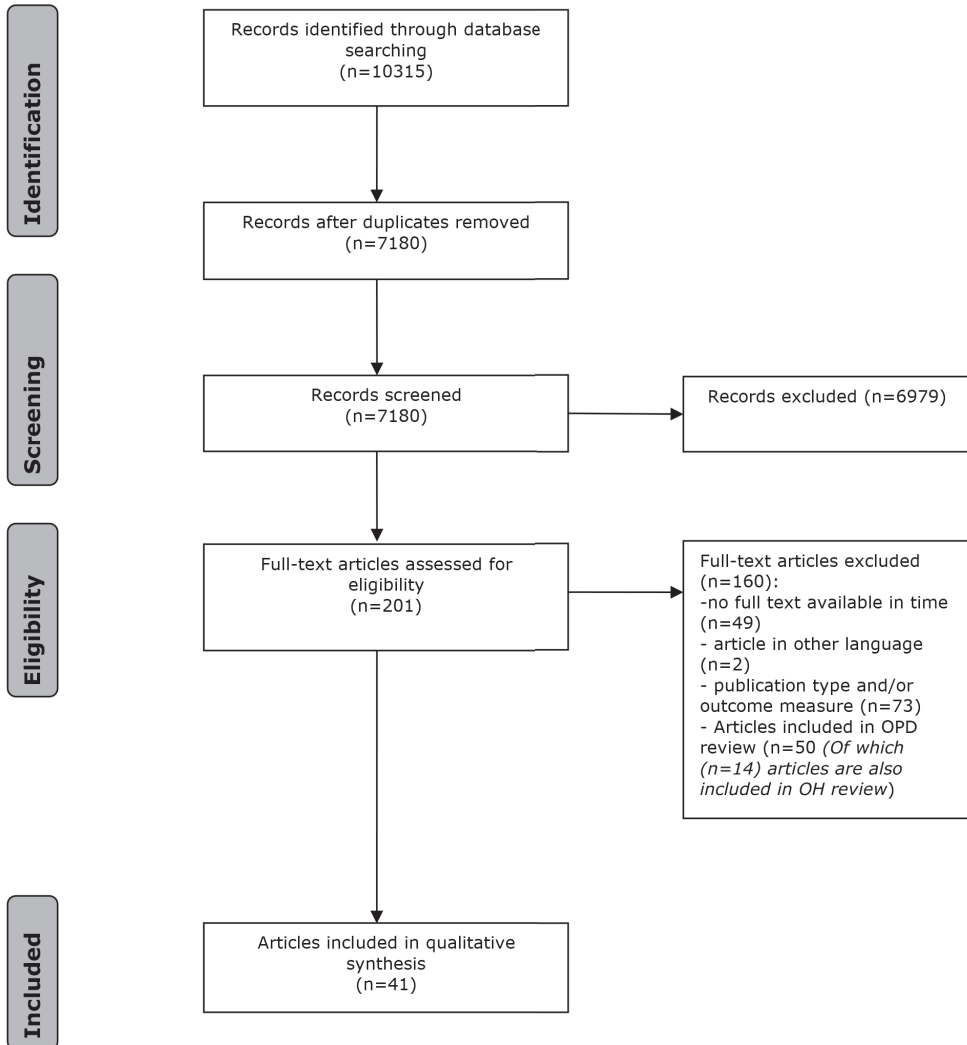 Identification
Records identified through database
searching
(n=10315)
Records after duplicates removed
(n=7180)
Screening
Records screened
(n=7180)
Records excluded (n=6979)
Eligibility
Full-text articles assessed for
eligibility
(n=201)
Full-text articles excluded
(n=160):
-no full text available in time
(n=49)
- article in other language
(n=2)
- publication type and/or
outcome measure (n=73)
- Articles included in OPD
review (n=50 (Of which
(n=14) articles are also
included in OH review)
Included
Articles included in qualitative
synthesis
(n=41)